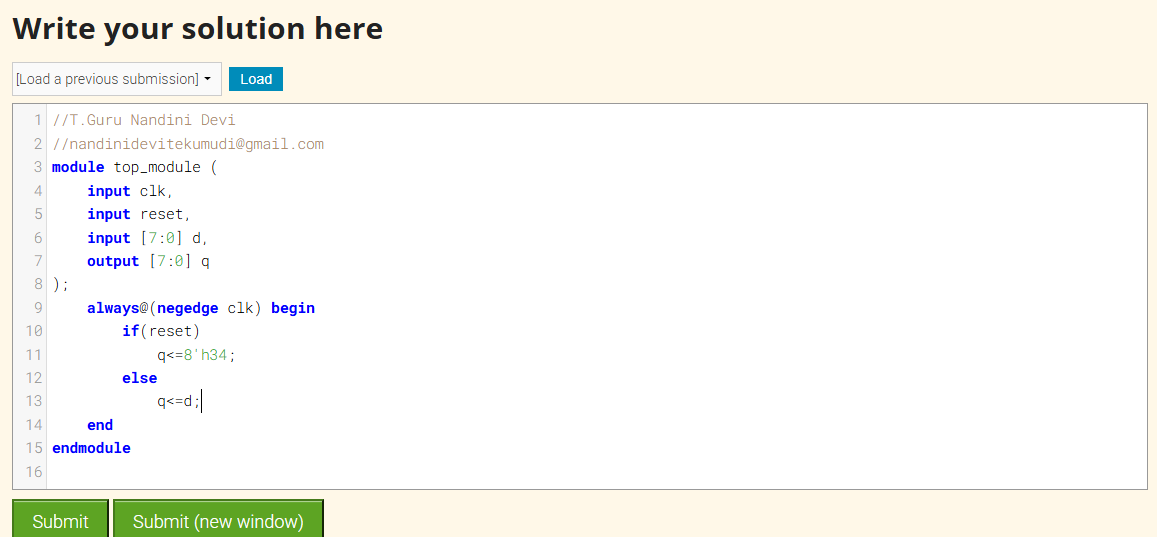 Write your solution here
[Load a previous submission] Load
1 //T.Guru Nandini Devi
2 //nandinidevitekumudi@gmail.com
3 module top_module (
4     input clk,
5     input reset,
6     input [7:0] d,
7     output [7:0] q
8 );
9     always@(negedge clk) begin
10         if(reset)
11             q<=8'h34;
12         else
13             q<=d;
14     end
15 endmodule
16
Submit Submit (new window)